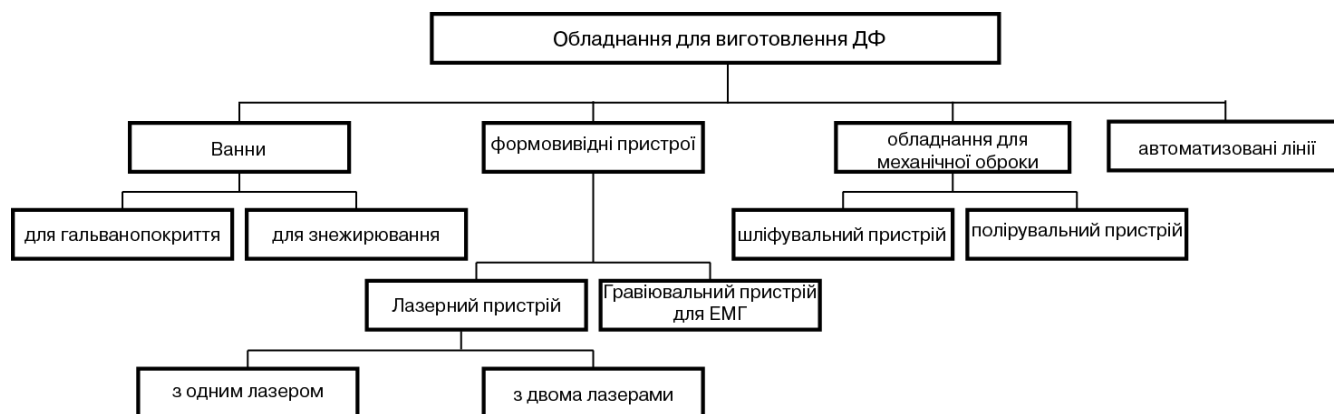 Обладнання для виготовлення ДФ
Ванни
формовивідні пристрої
обладнання для
механічної оброки
автоматизовані лінії
для гальванопокриття
для знежирювання
шліфувальний пристрій
полірувальний пристрій
Лазерний пристрій
Гравіювальний пристрій
для ЕМГ
з одним лазером
з двома лазерами